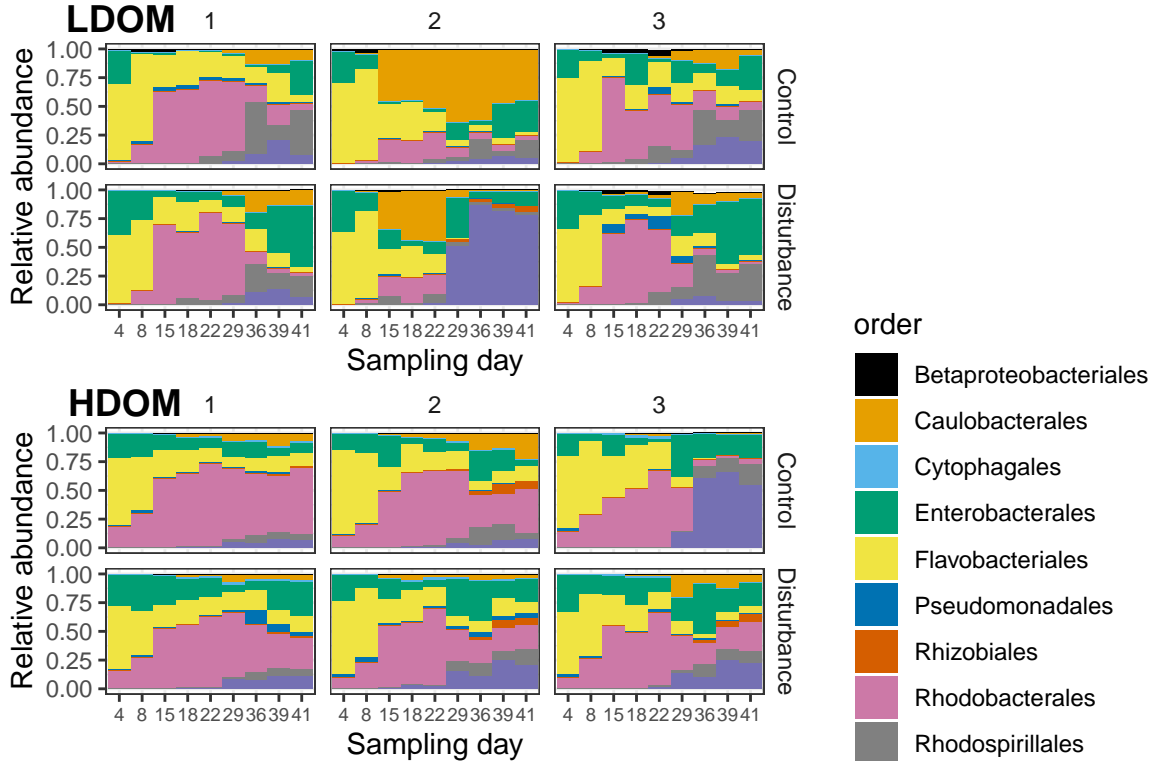 LDOM 1 2 3
Relative abundance
1.00
0.75
0.50
0.25
0.00
Control
1.00
0.75
0.50
0.25
0.00
Disturbance
4 8 15 18 22 29 36 39 41 4 8 15 18 22 29 36 39 41 4 8 15 18 22 29 36 39 41
Sampling day
HDOM 1 2 3
Relative abundance
1.00
0.75
0.50
0.25
0.00
Control
1.00
0.75
0.50
0.25
0.00
Disturbance
4 8 15 18 22 29 36 39 41 4 8 15 18 22 29 36 39 41 4 8 15 18 22 29 36 39 41
Sampling day
order
Betaproteobacteriales
Caulobacterales
Cytophagales
Enterobacterales
Flavobacteriales
Pseudomonadales
Rhizobiales
Rhodobacterales
Rhodospirillales